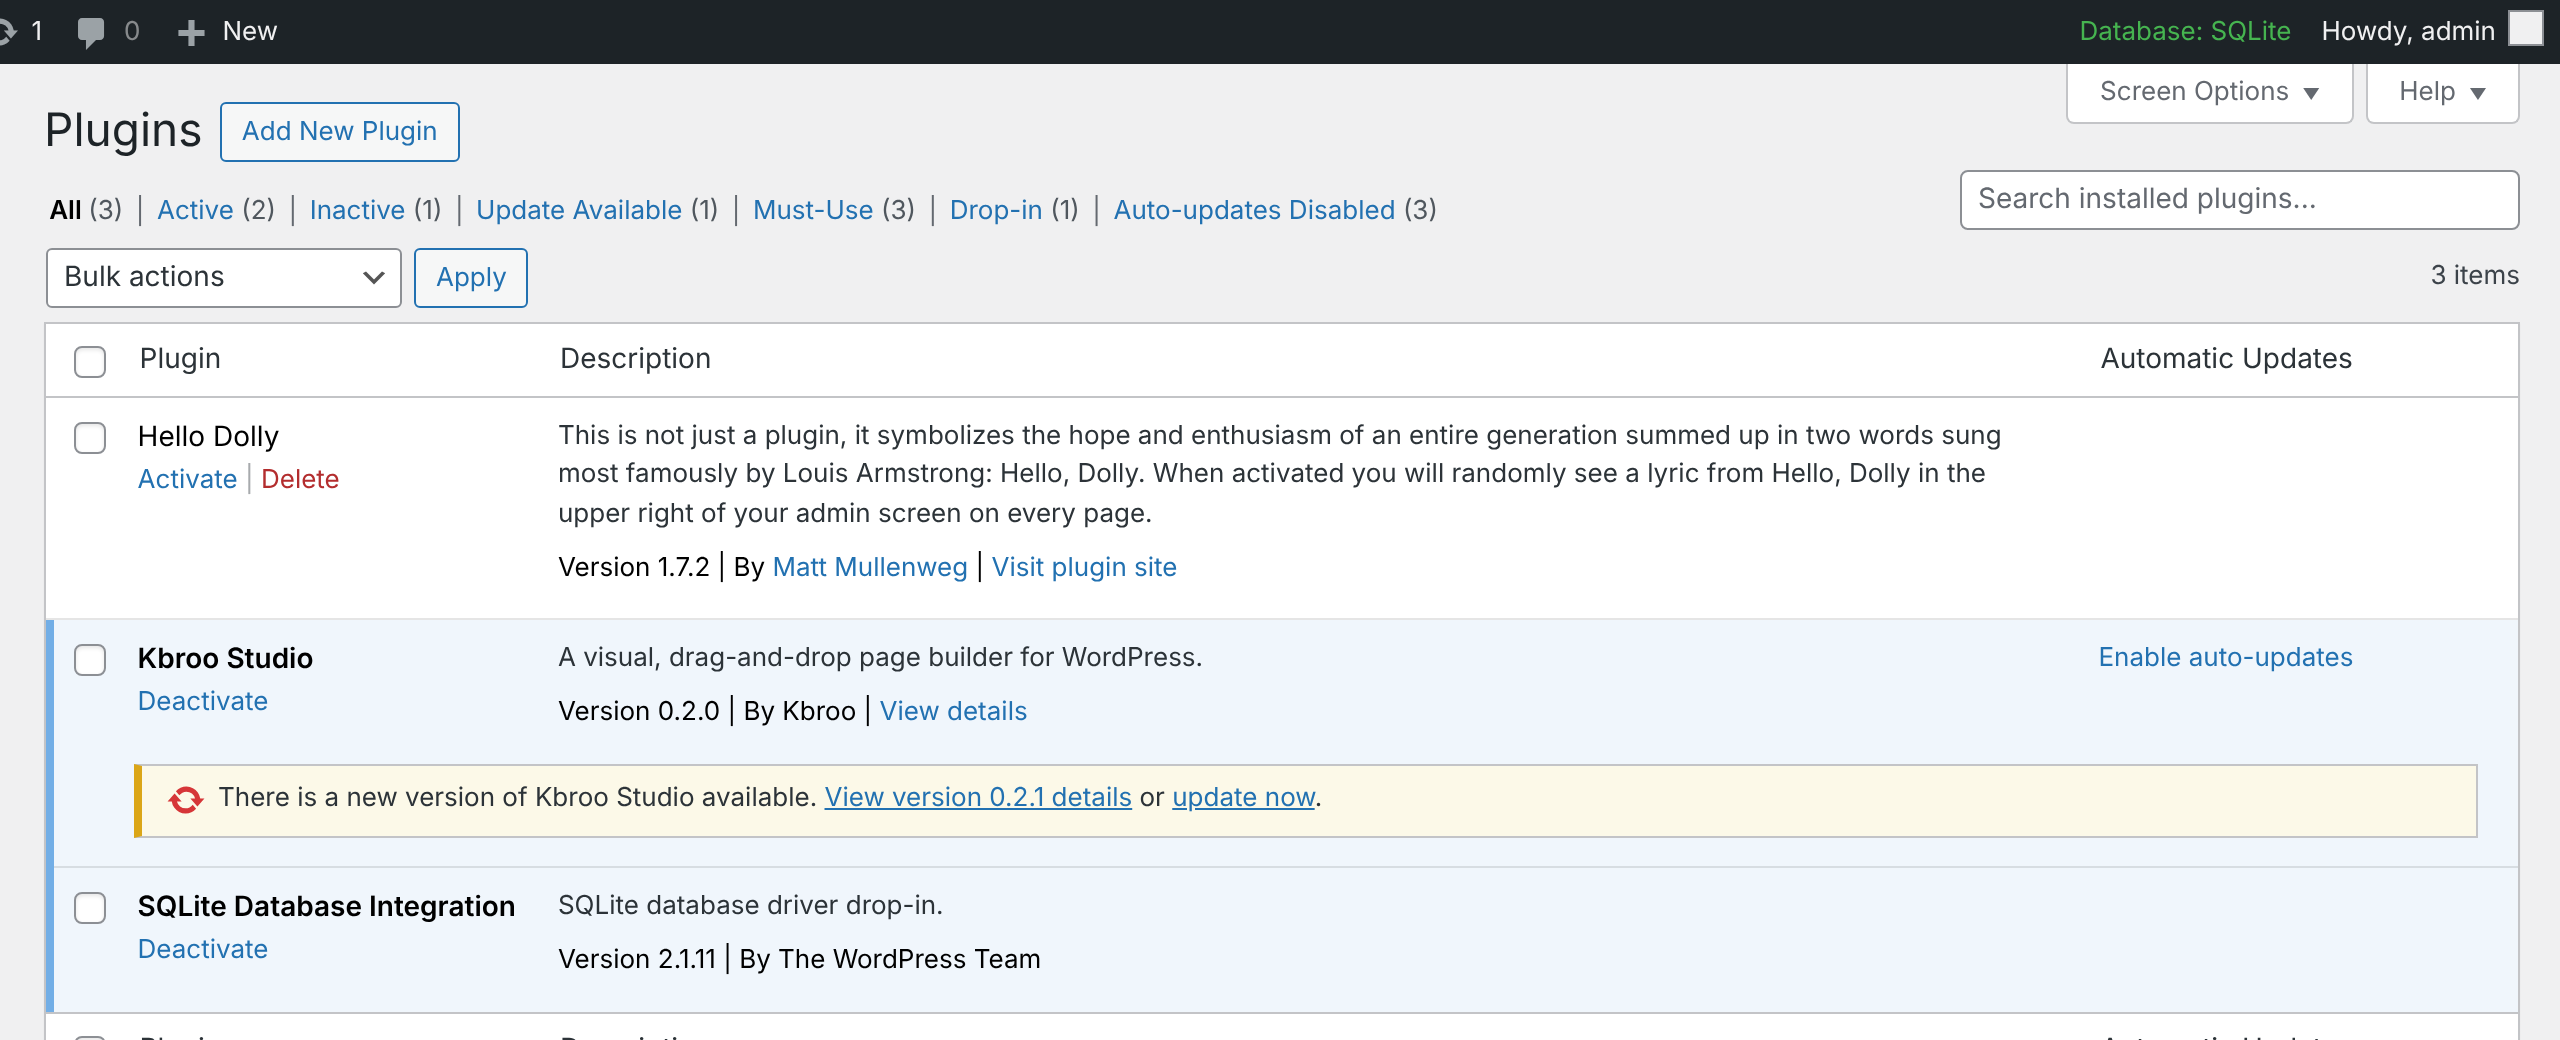 1 0 New Database: SQLite Howdy, admin
Screen Options Help
Plugins Add New Plugin
All (3) | Active (2) | Inactive (1) | Update Available (1) | Must-Use (3) | Drop-in (1) | Auto-updates Disabled (3)
Search installed plugins...
Bulk actions Apply 3 items
Plugin Description Automatic Updates
Hello Dolly
Activate | Delete
This is not just a plugin, it symbolizes the hope and enthusiasm of an entire generation summed up in two words sung
most famously by Louis Armstrong: Hello, Dolly. When activated you will randomly see a lyric from Hello, Dolly in the
upper right of your admin screen on every page.
Version 1.7.2 | By Matt Mullenweg | Visit plugin site
Kbroo Studio
Deactivate
A visual, drag-and-drop page builder for WordPress.
Version 0.2.0 | By Kbroo | View details
Enable auto-updates
There is a new version of Kbroo Studio available. View version 0.2.1 details or update now.
SQLite Database Integration
Deactivate
SQLite database driver drop-in.
Version 2.1.11 | By The WordPress Team